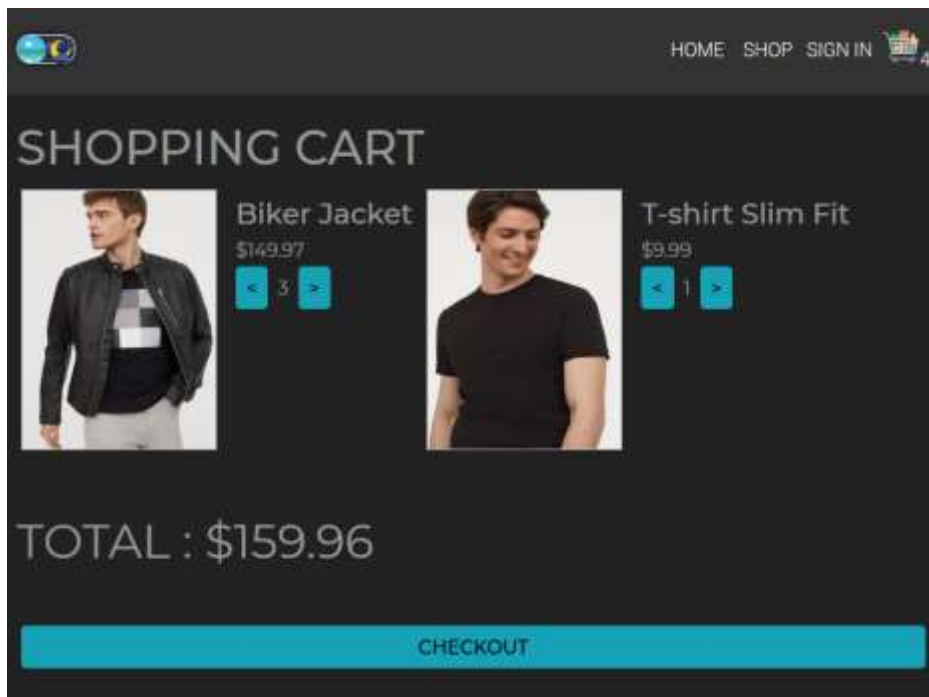 HOME SHOP SIGN IN 4
SHOPPING CART
Biker Jacket
$149.97
< 3 >
T-shirt Slim Fit
$9.99
< 1 >
TOTAL : $159.96
CHECKOUT